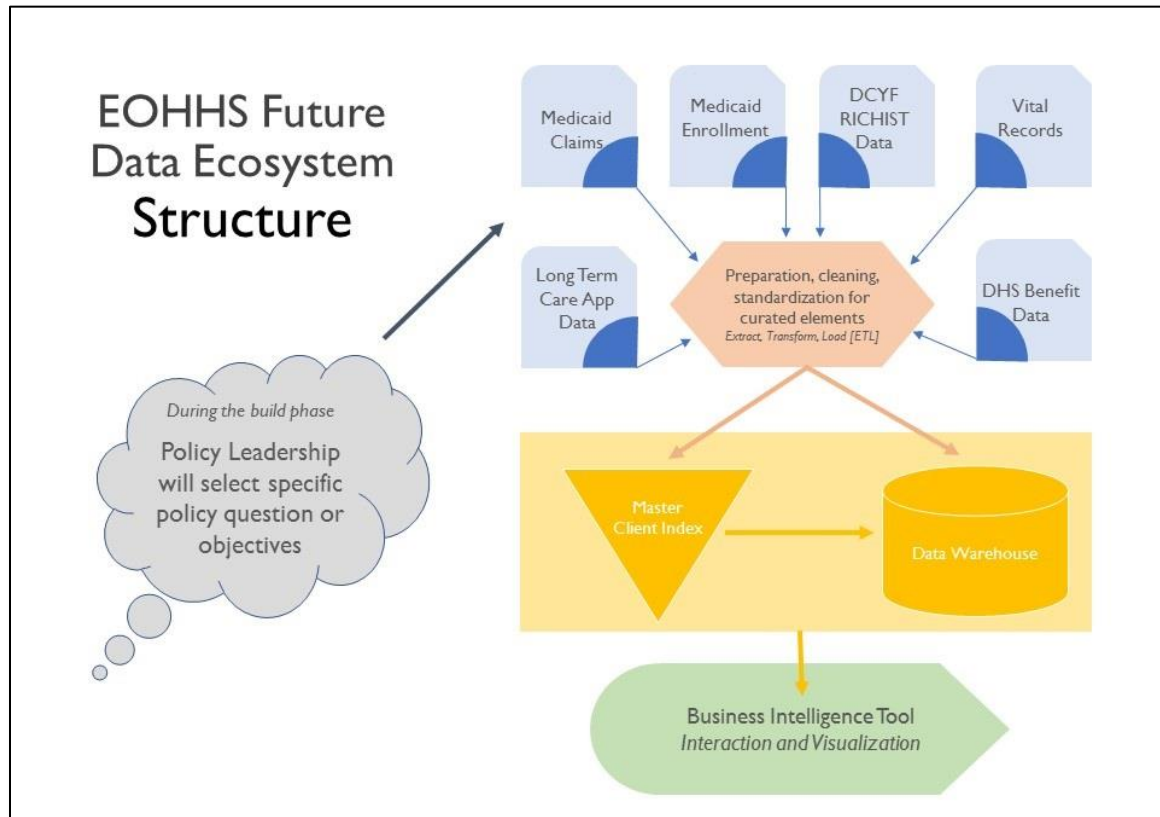 EOHHS Future
Data Ecosystem
Structure
Medicaid
Claims
Medicaid
Enrollment
DCYF
RICHIST
Data
Vital
Records
Long Term
Care App
Data
Preparation, cleaning,
standardization for
curated elements
Extract, Transform, Load [ETL]
DHS Benefit
Data
During the build phase
Policy Leadership
will select specific
policy question or
objectives
Master
Client Index
Data Warehouse
Business Intelligence Tool
Interaction and Visualization